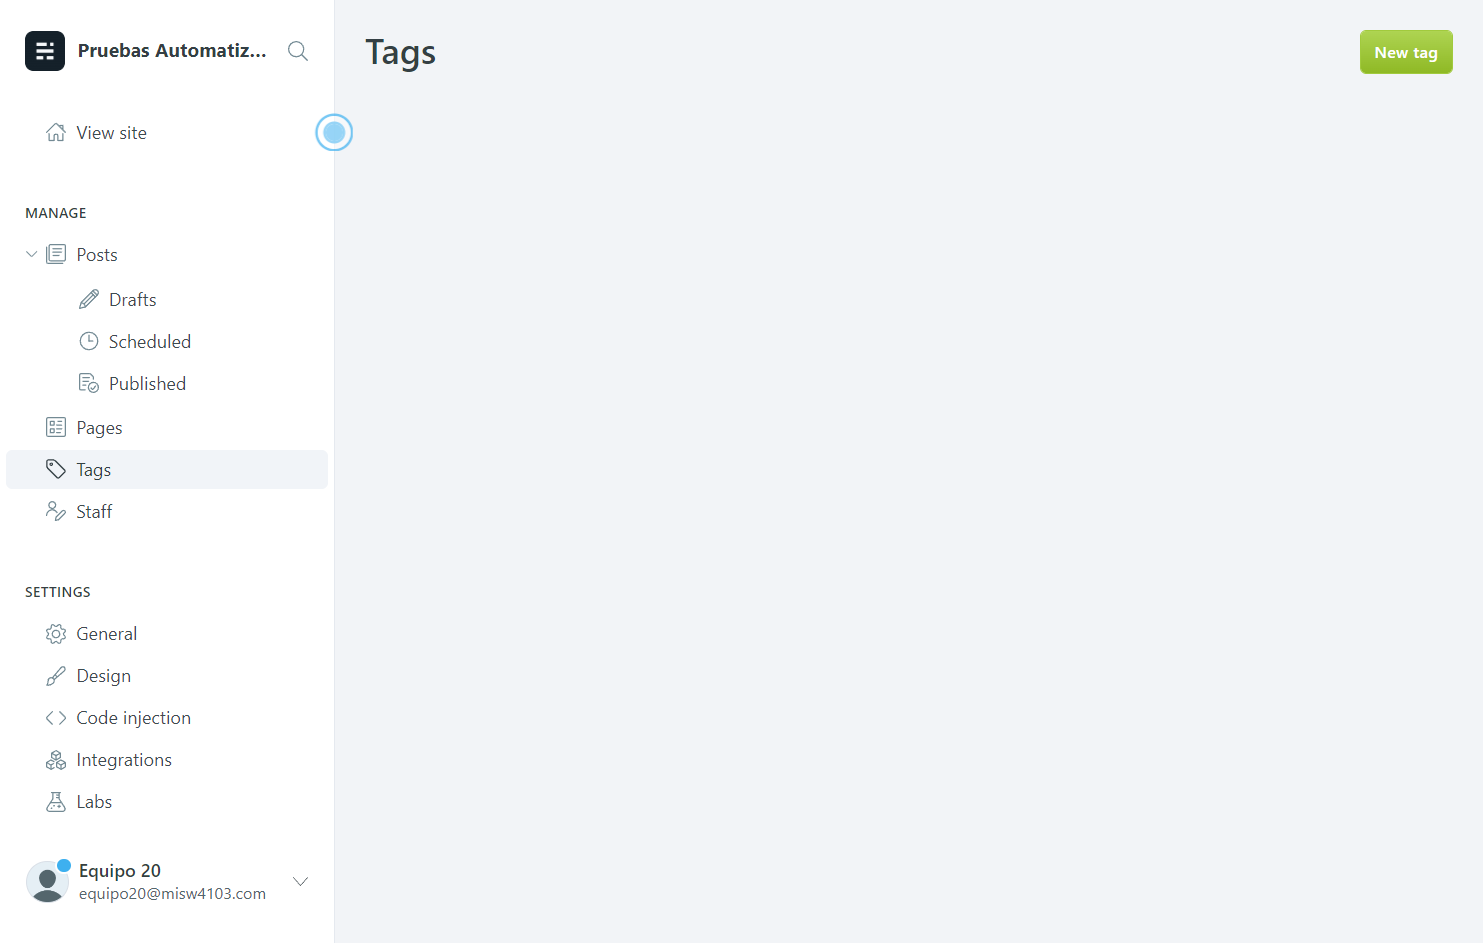 Pruebas Automatiz...
Tags
New tag
View site
MANAGE
Posts
Drafts
Scheduled
Published
Pages
Tags
Staff
SETTINGS
General
Design
Code injection
Integrations
Labs
Equipo 20
equipo20@misw4103.com